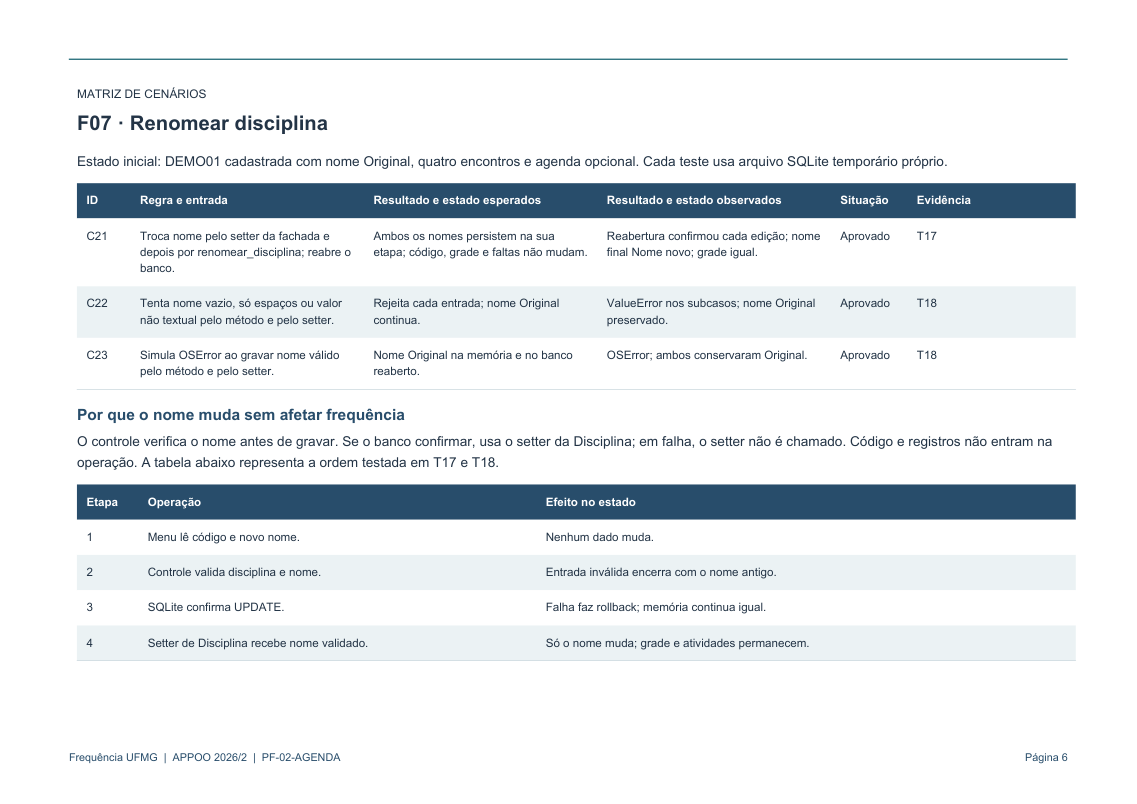 MATRIZ DE CENÁRIOS
F07 · Renomear disciplina
Estado inicial: DEMO01 cadastrada com nome Original, quatro encontros e agenda opcional. Cada teste usa arquivo SQLite temporário próprio.
ID Regra e entrada Resultado e estado esperados Resultado e estado observados Situação Evidência
C21 Troca nome pelo setter da fachada e Ambos os nomes persistem na sua Reabertura confirmou cada edição; nome Aprovado T17
depois por renomear_disciplina; reabre o etapa; código, grade e faltas não mudam. final Nome novo; grade igual.
banco.
C22 Tenta nome vazio, só espaços ou valor Rejeita cada entrada; nome Original ValueError nos subcasos; nome Original Aprovado T18
não textual pelo método e pelo setter. continua. preservado.
C23 Simula OSError ao gravar nome válido Nome Original na memória e no banco OSError; ambos conservaram Original. Aprovado T18
pelo método e pelo setter. reaberto.
Por que o nome muda sem afetar frequência
O controle verifica o nome antes de gravar. Se o banco confirmar, usa o setter da Disciplina; em falha, o setter não é chamado. Código e registros não entram na
operação. A tabela abaixo representa a ordem testada em T17 e T18.
Etapa Operação Efeito no estado
1 Menu lê código e novo nome. Nenhum dado muda.
2 Controle valida disciplina e nome. Entrada inválida encerra com o nome antigo.
3 SQLite confirma UPDATE. Falha faz rollback; memória continua igual.
4 Setter de Disciplina recebe nome validado. Só o nome muda; grade e atividades permanecem.
Frequência UFMG | APPOO 2026/2 | PF-02-AGENDA Página 6